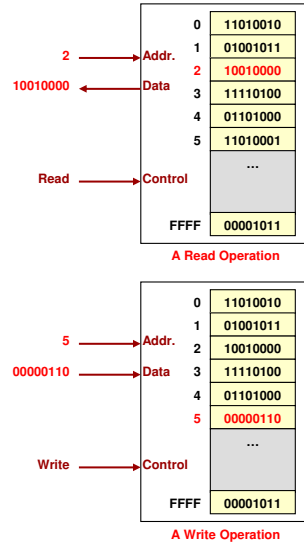 0 11010010
1 01001011
2 Addr.
2 10010000
10010000 Data
3 11110100
4 01101000
5 11010001
...
Read Control
FFFF 00001011
A Read Operation
0 11010010
1 01001011
5 Addr.
2 10010000
00000110 Data
3 11110100
4 01101000
5 00000110
...
Write Control
FFFF 00001011
A Write Operation